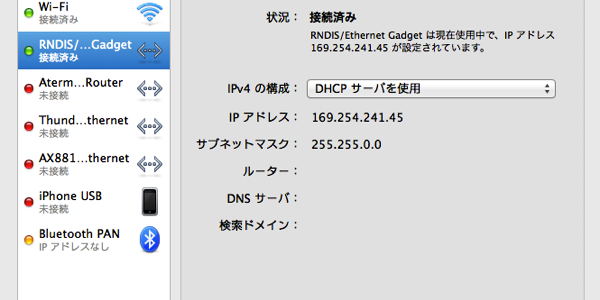 Wi-Fi
接続済み
RNDIS/...Gadget
接続済み
Aterm...Router
未接続
Thund...thernet
未接続
AX881...thernet
未接続
iPhone USB
未接続
Bluetooth PAN
IP アドレスなし
状況： 接続済み
RNDIS/Ethernet Gadget は現在使用中で、IP アドレス
169.254.241.45 が設定されています。
IPv4 の構成： DHCP サーバを使用
IP アドレス： 169.254.241.45
サブネットマスク： 255.255.0.0
ルーター：
DNS サーバ：
検索ドメイン：